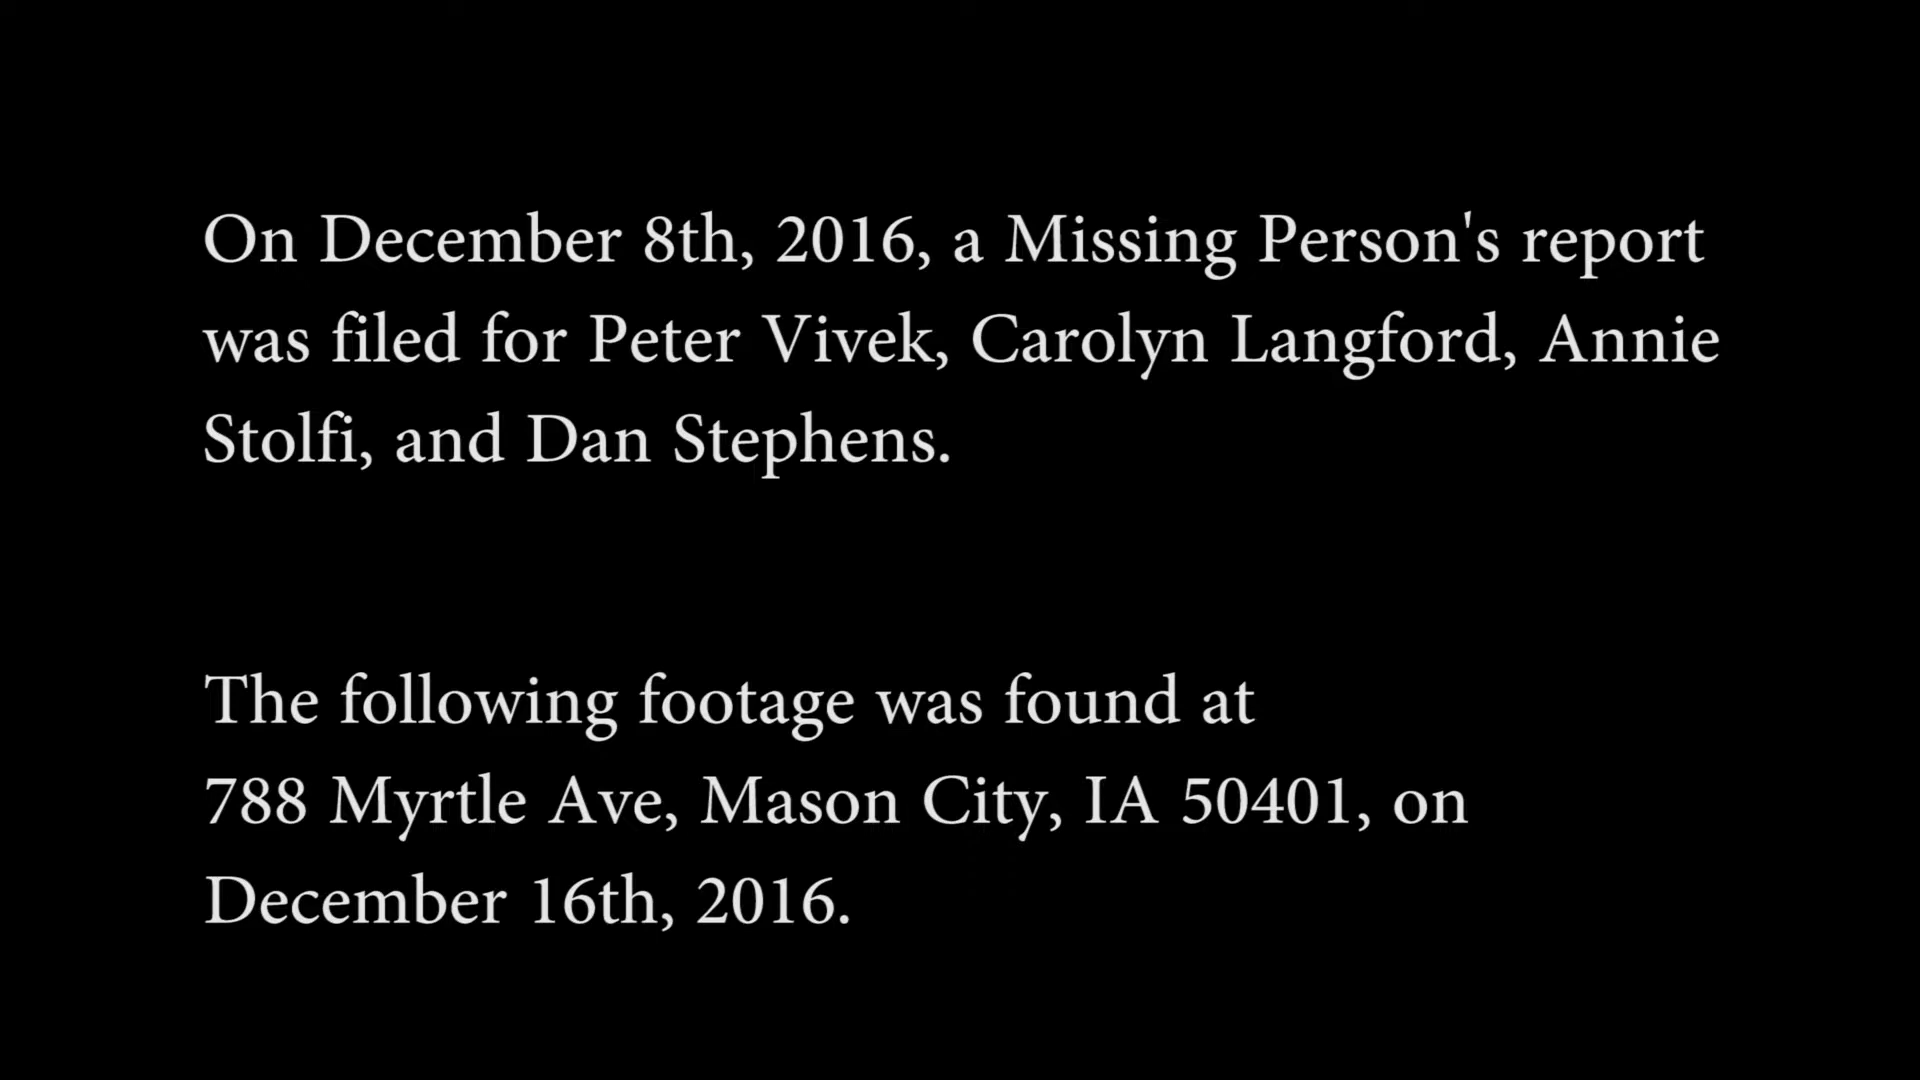 On December 8th, 2016, a Missing Person's report
was filed for Peter Vivek, Carolyn Langford, Annie
Stolfi, and Dan Stephens.
The following footage was found at
788 Myrtle Ave, Mason City, IA 50401, on
December 16th, 2016.